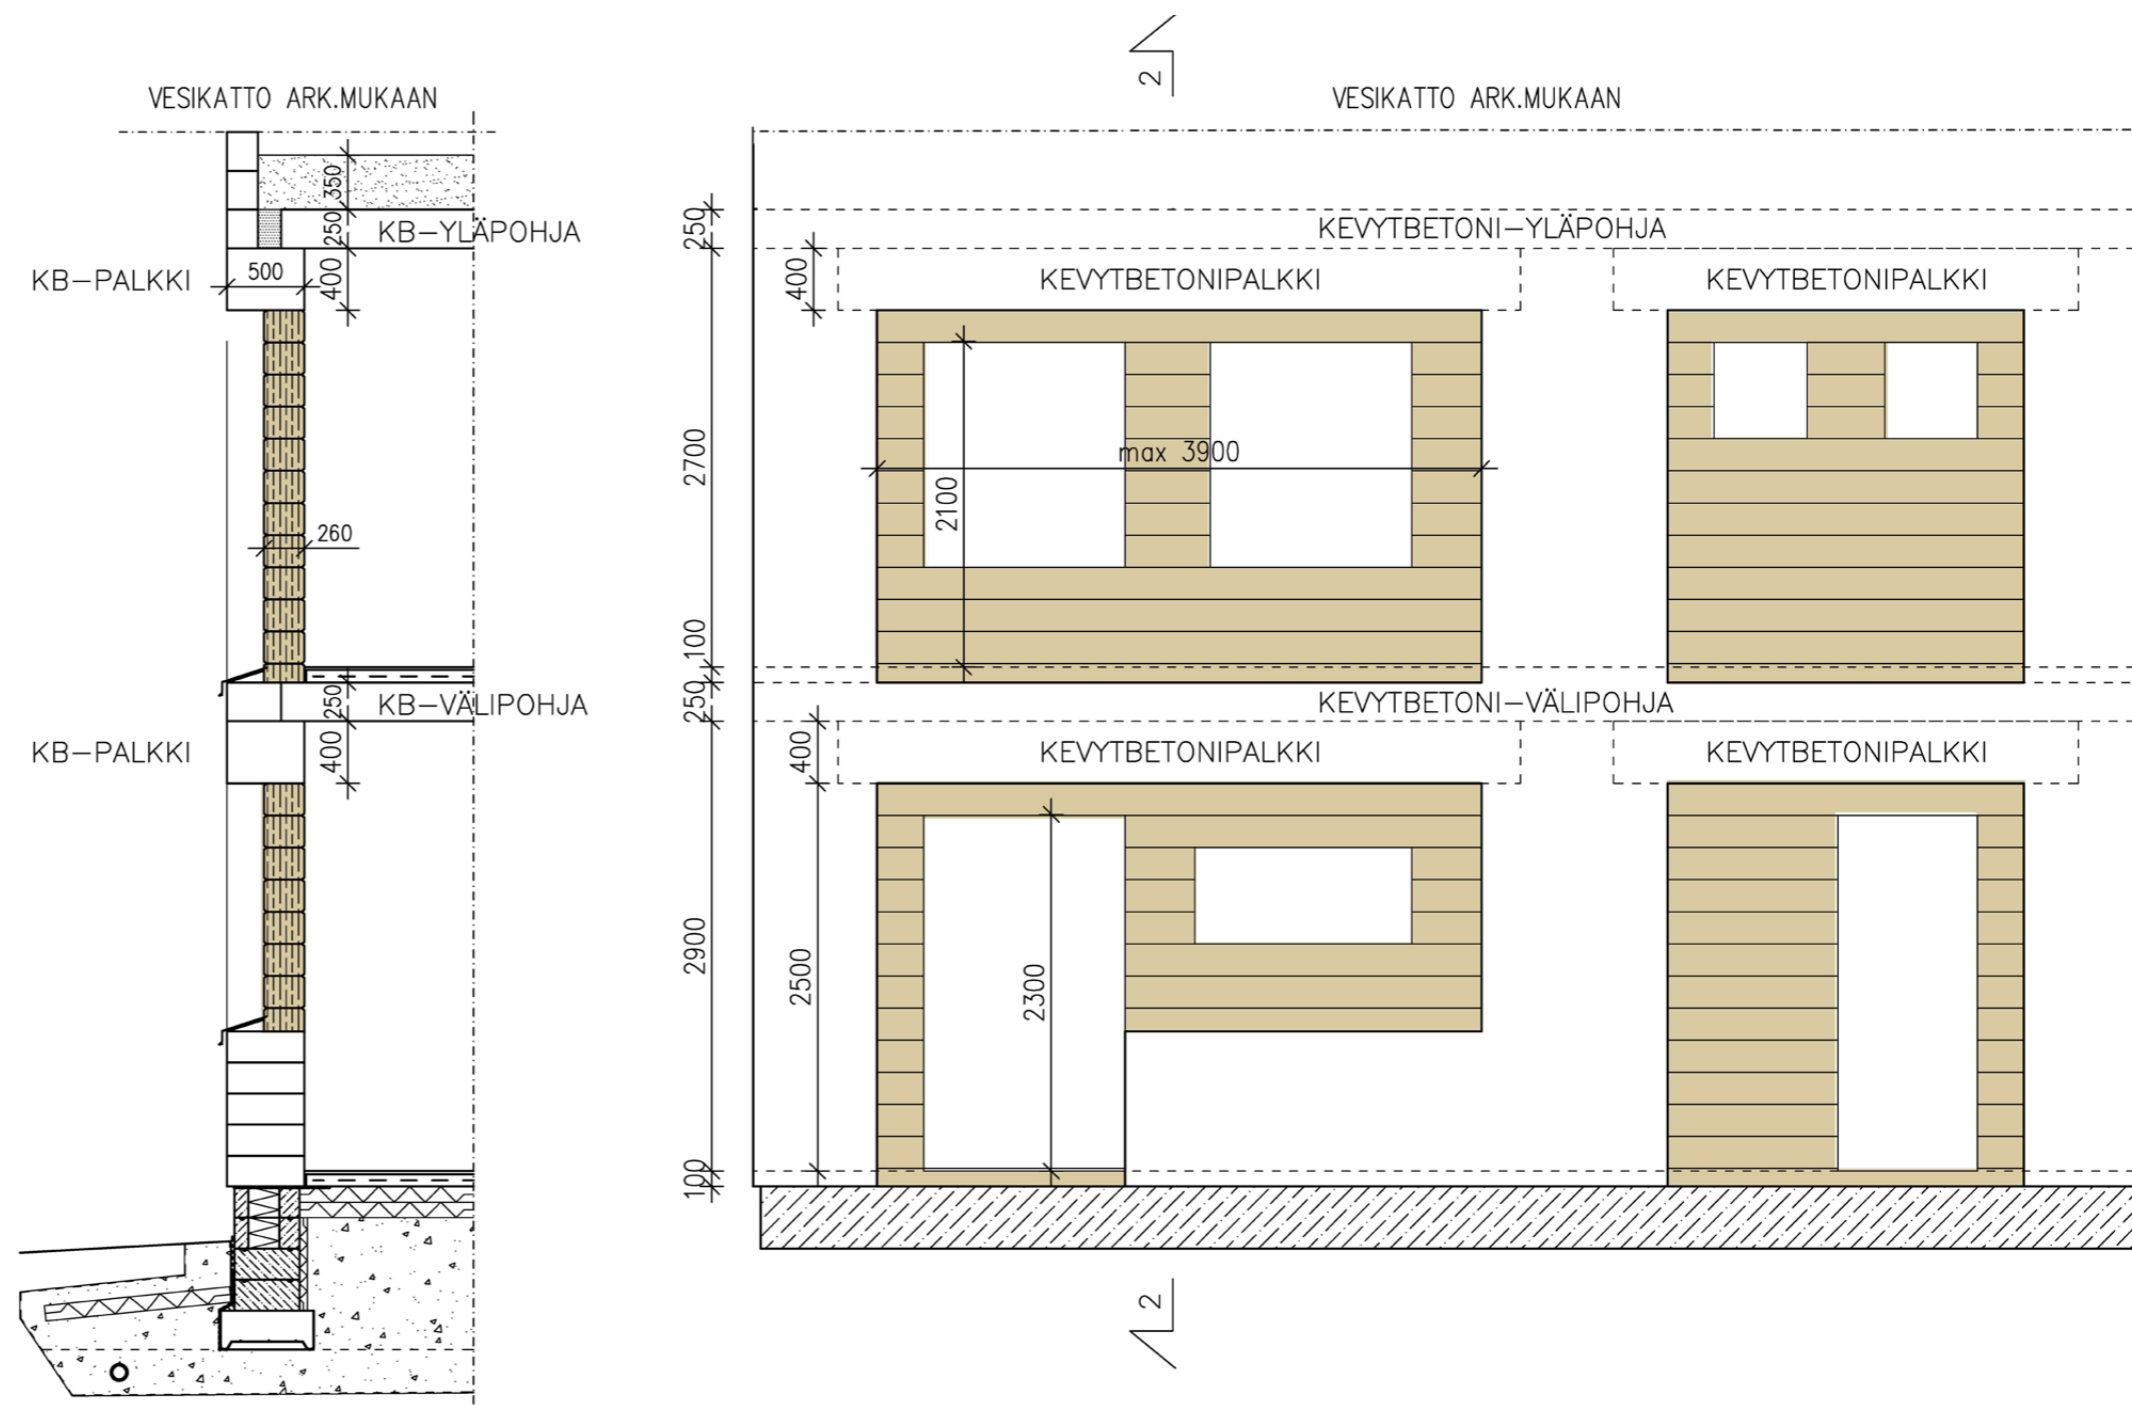 2
VESIKATTO ARK.MUKAAN
VESIKATTO ARK.MUKAAN
350
250
KB-YLÄPOHJA
250
KEVYTBETONI-YLÄPOHJA
KB-PALKKI
500
400
400
KEVYTBETONIPALKKI
KEVYTBETONIPALKKI
2700
max 3900
2100
260
100
250
KB-VÄLIPOHJA
250
KEVYTBETONI-VÄLIPOHJA
KB-PALKKI
400
400
KEVYTBETONIPALKKI
KEVYTBETONIPALKKI
2900
2500
2300
100
2